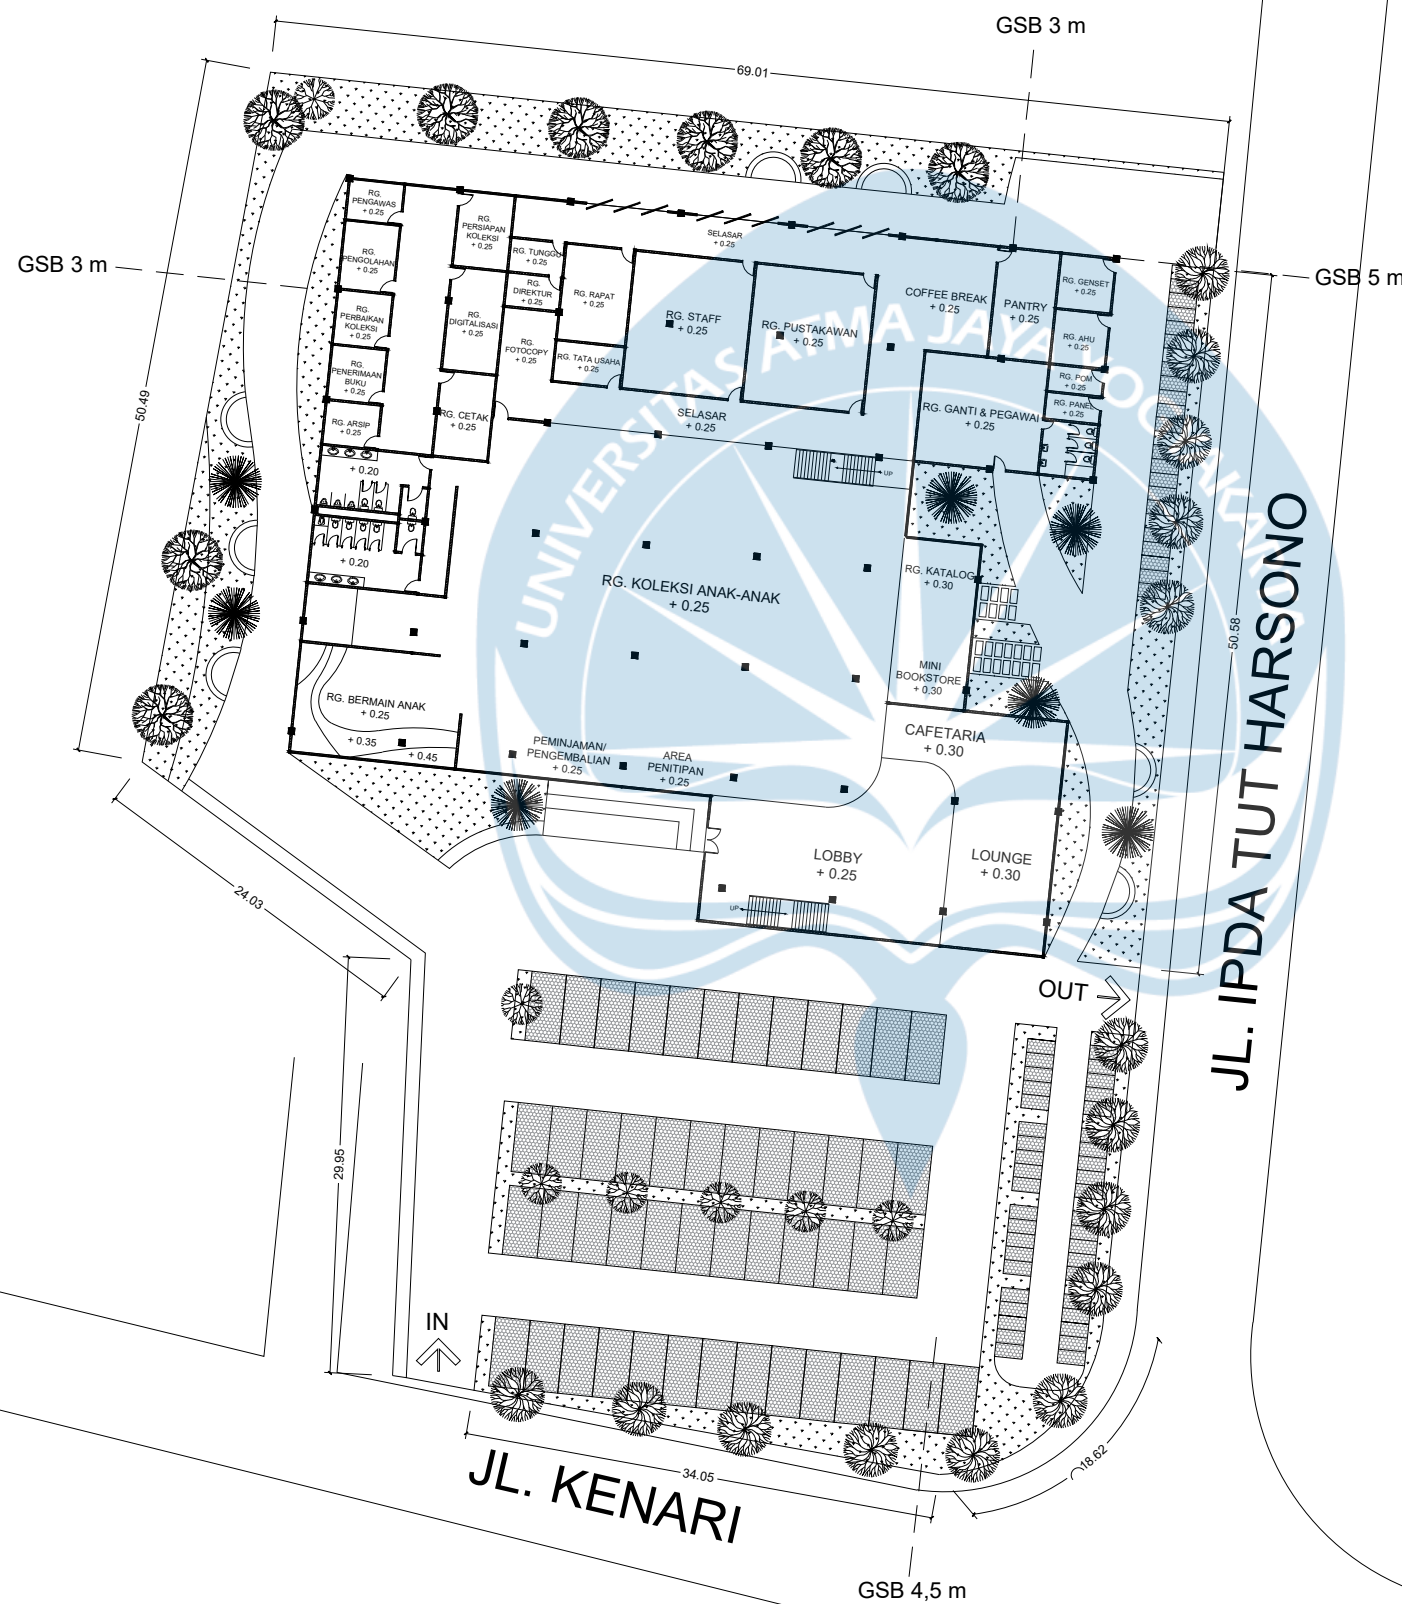 GSB 3 m
69.01
GSB 3 m
GSB 5 m
50.49
50.58
24.03
29.95
34.05
18.62
RG.
PENGAWAS
+ 0.25
RG.
PENGOLAHAN
+ 0.25
RG.
PERBAIKAN
KOLEKSI
+ 0.25
RG.
PENERIMAAN
BUKU
+ 0.25
RG. ARSIP
+ 0.25
+ 0.20
+ 0.20
RG.
PERSIAPAN
KOLEKSI
+ 0.25
RG. TUNGGU
+ 0.25
RG.
DIREKTUR
+ 0.25
RG.
DIGITALISASI
+ 0.25
RG.
FOTOCOPY
+ 0.25
RG. CETAK
+ 0.25
RG. RAPAT
+ 0.25
RG. TATA USAHA
+ 0.25
SELASAR
+ 0.25
RG. STAFF
+ 0.25
RG. PUSTAKAWAN
+ 0.25
SELASAR
+ 0.25
COFFEE BREAK
+ 0.25
PANTRY
+ 0.25
RG. GENSET
+ 0.25
RG. AHU
+ 0.25
RG. POM
+ 0.25
RG. PANEL
+ 0.25
RG. GANTI & PEGAWAI
+ 0.25
UP
RG. KOLEKSI ANAK-ANAK
+ 0.25
RG. KATALOG
+ 0.30
MINI
BOOKSTORE
+ 0.30
RG. BERMAIN ANAK
+ 0.25
+ 0.35
+ 0.45
PEMINJAMAN/
PENGEMBALIAN
+ 0.25
AREA
PENITIPAN
+ 0.25
CAFETARIA
+ 0.30
LOBBY
+ 0.25
LOUNGE
+ 0.30
UP
OUT
IN
JL. IPDA TUT HARSONO
JL. KENARI
GSB 4,5 m
UNIVERSITAS ATMA JAYA YOGYAKARTA